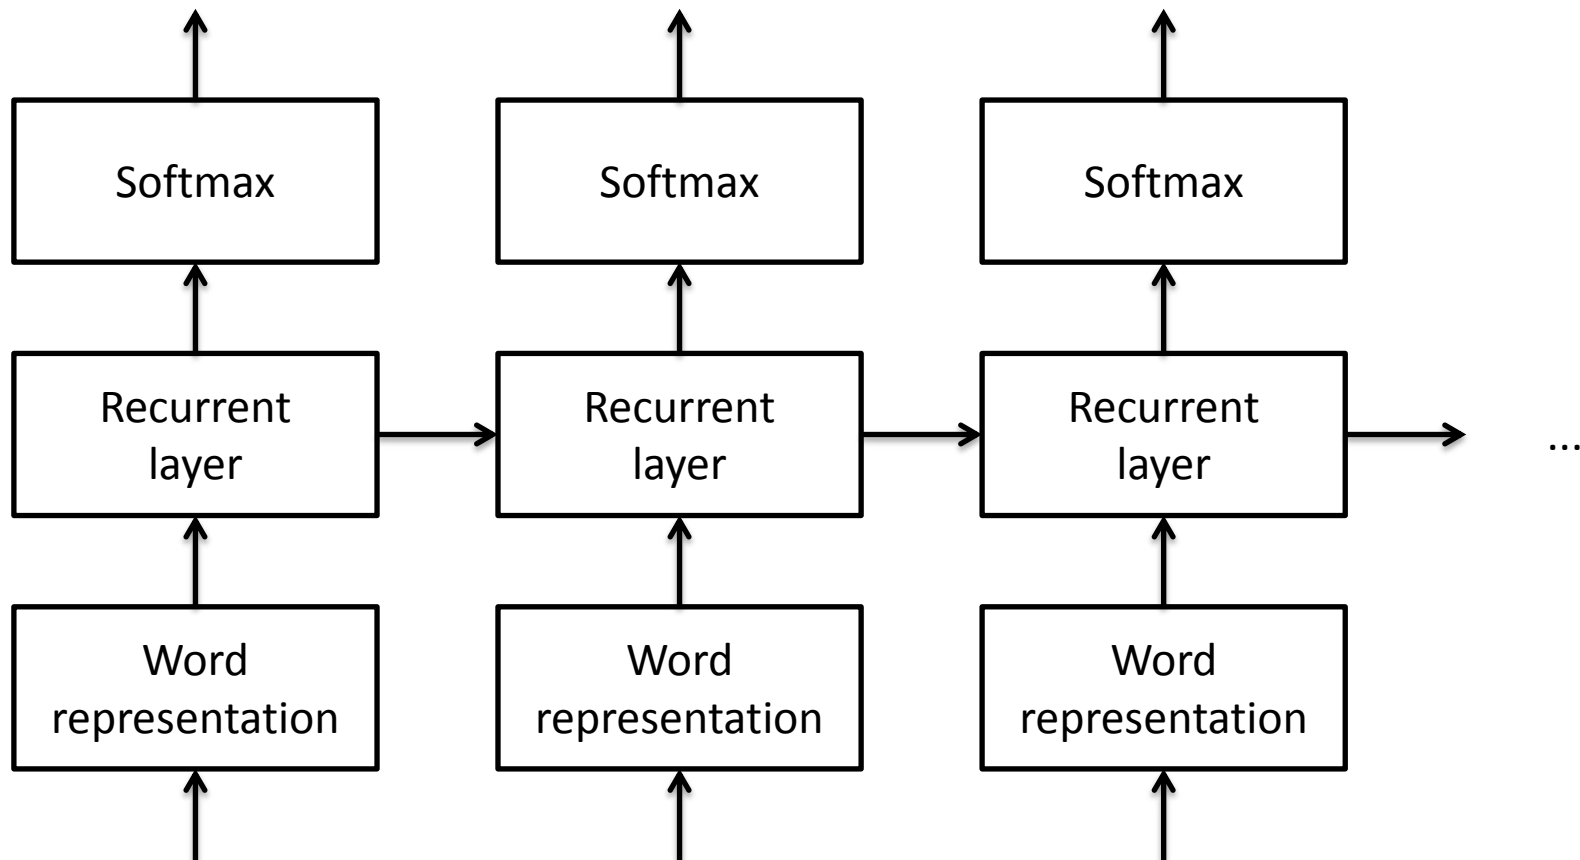 Softmax
Softmax
Softmax
Recurrent
layer
Recurrent
layer
Recurrent
layer
...
Word
representation
Word
representation
Word
representation